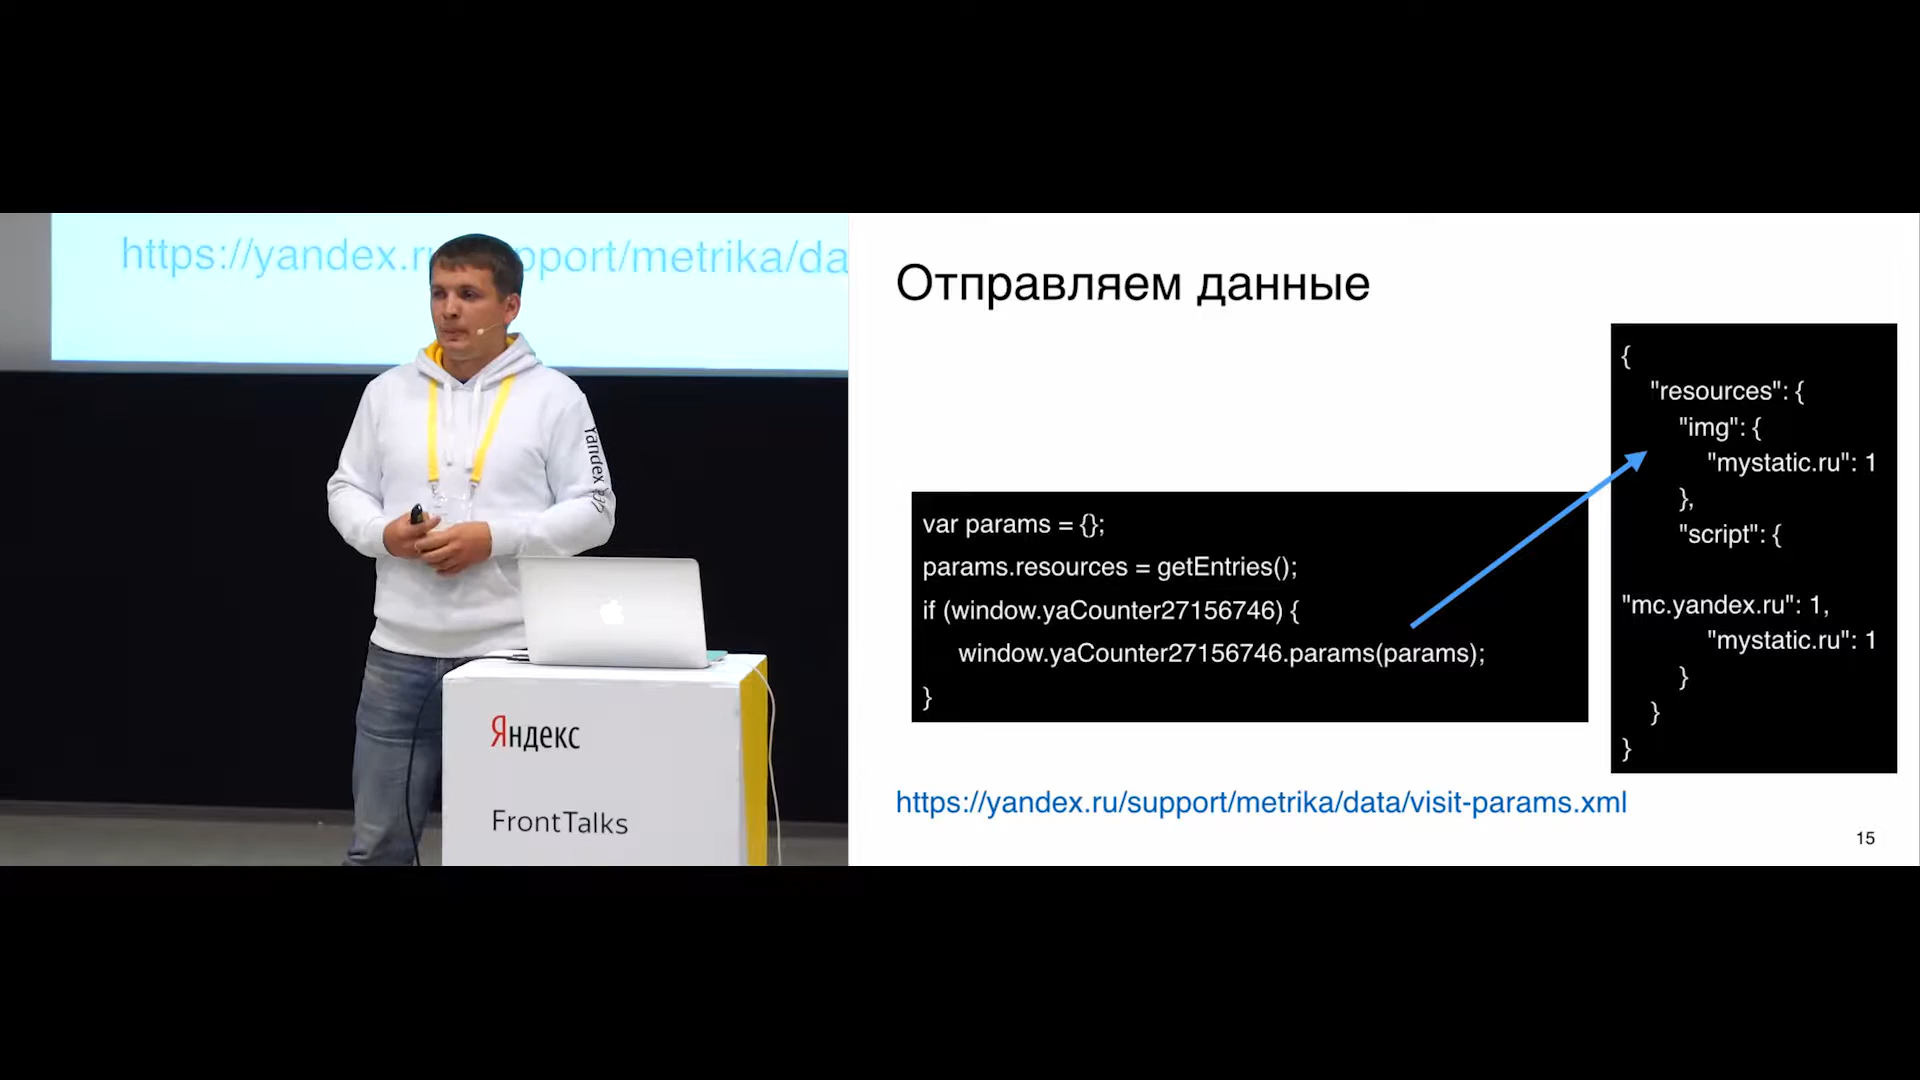 https://yandex.ru/support/metrika/da
Yandex
Яндекс
FrontTalks
Отправляем данные
var params = {};
params.resources = getEntries();
if (window.yaCounter27156746) {
window.yaCounter27156746.params(params);
}
{
"resources": {
"img": {
"mystatic.ru": 1
},
"script": {
"mc.yandex.ru": 1,
"mystatic.ru": 1
}
}
}
https://yandex.ru/support/metrika/data/visit-params.xml
15